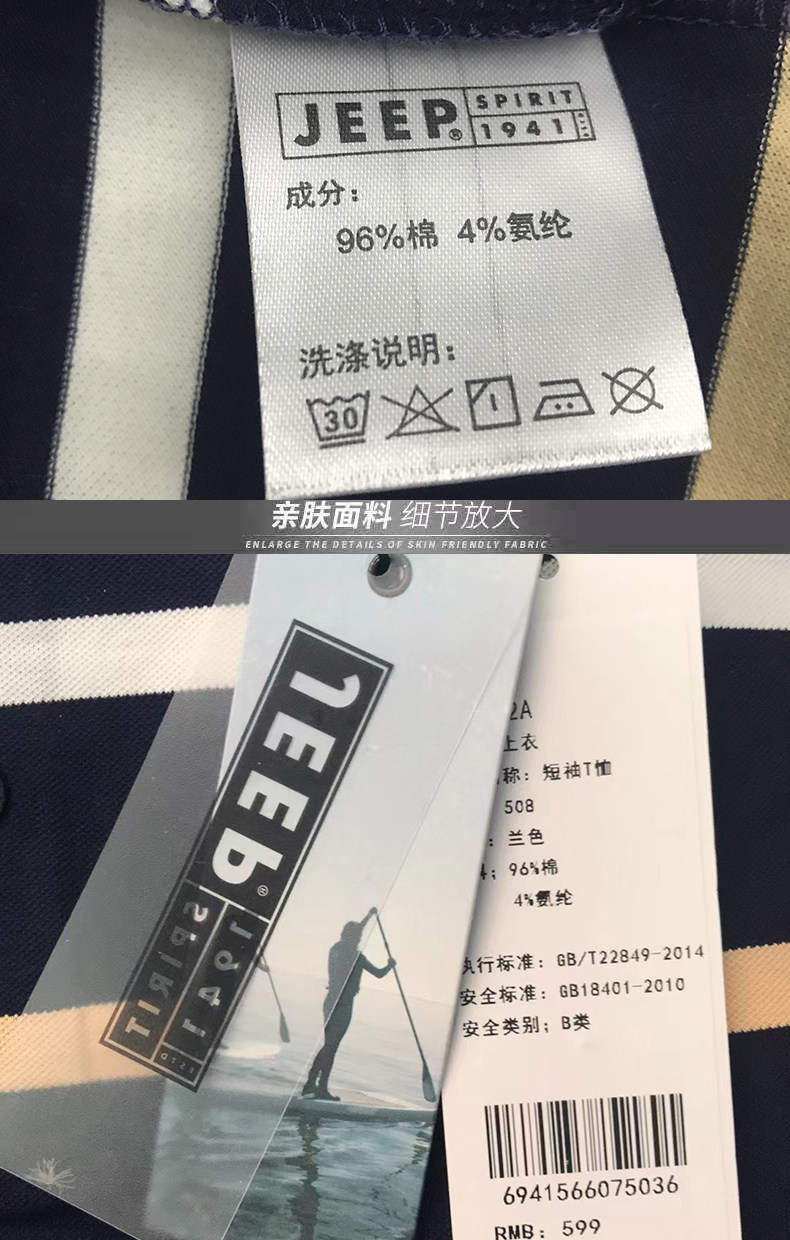 JEEP® SPIRIT
1941
成分：
96%棉 4%氨纶
洗涤说明：
30
亲肤面料 细节放大
ENLARGE THE DETAILS OF SKIN FRIENDLY FABRIC
JEEP®
SPIRIT
1941
2A
上衣
称：短袖T恤
508
：兰色
96%棉
4%氨纶
执行标准：GB/T22849-2014
安全标准：GB18401-2010
安全类别；B类
6941566075036
RMB：599